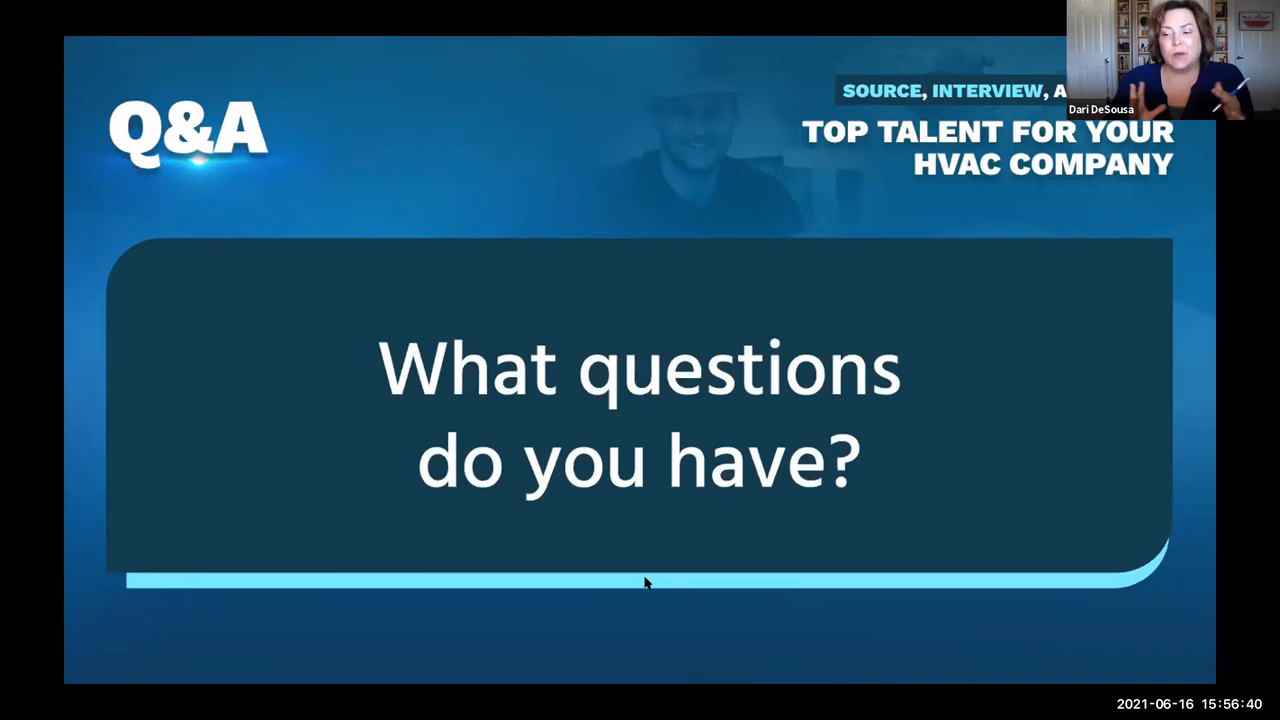 Q&A
SOURCE, INTERVIEW, A
TOP TALENT FOR YOUR
HVAC COMPANY
Dari DeSousa
What questions
do you have?
2021-06-16 15:56:40